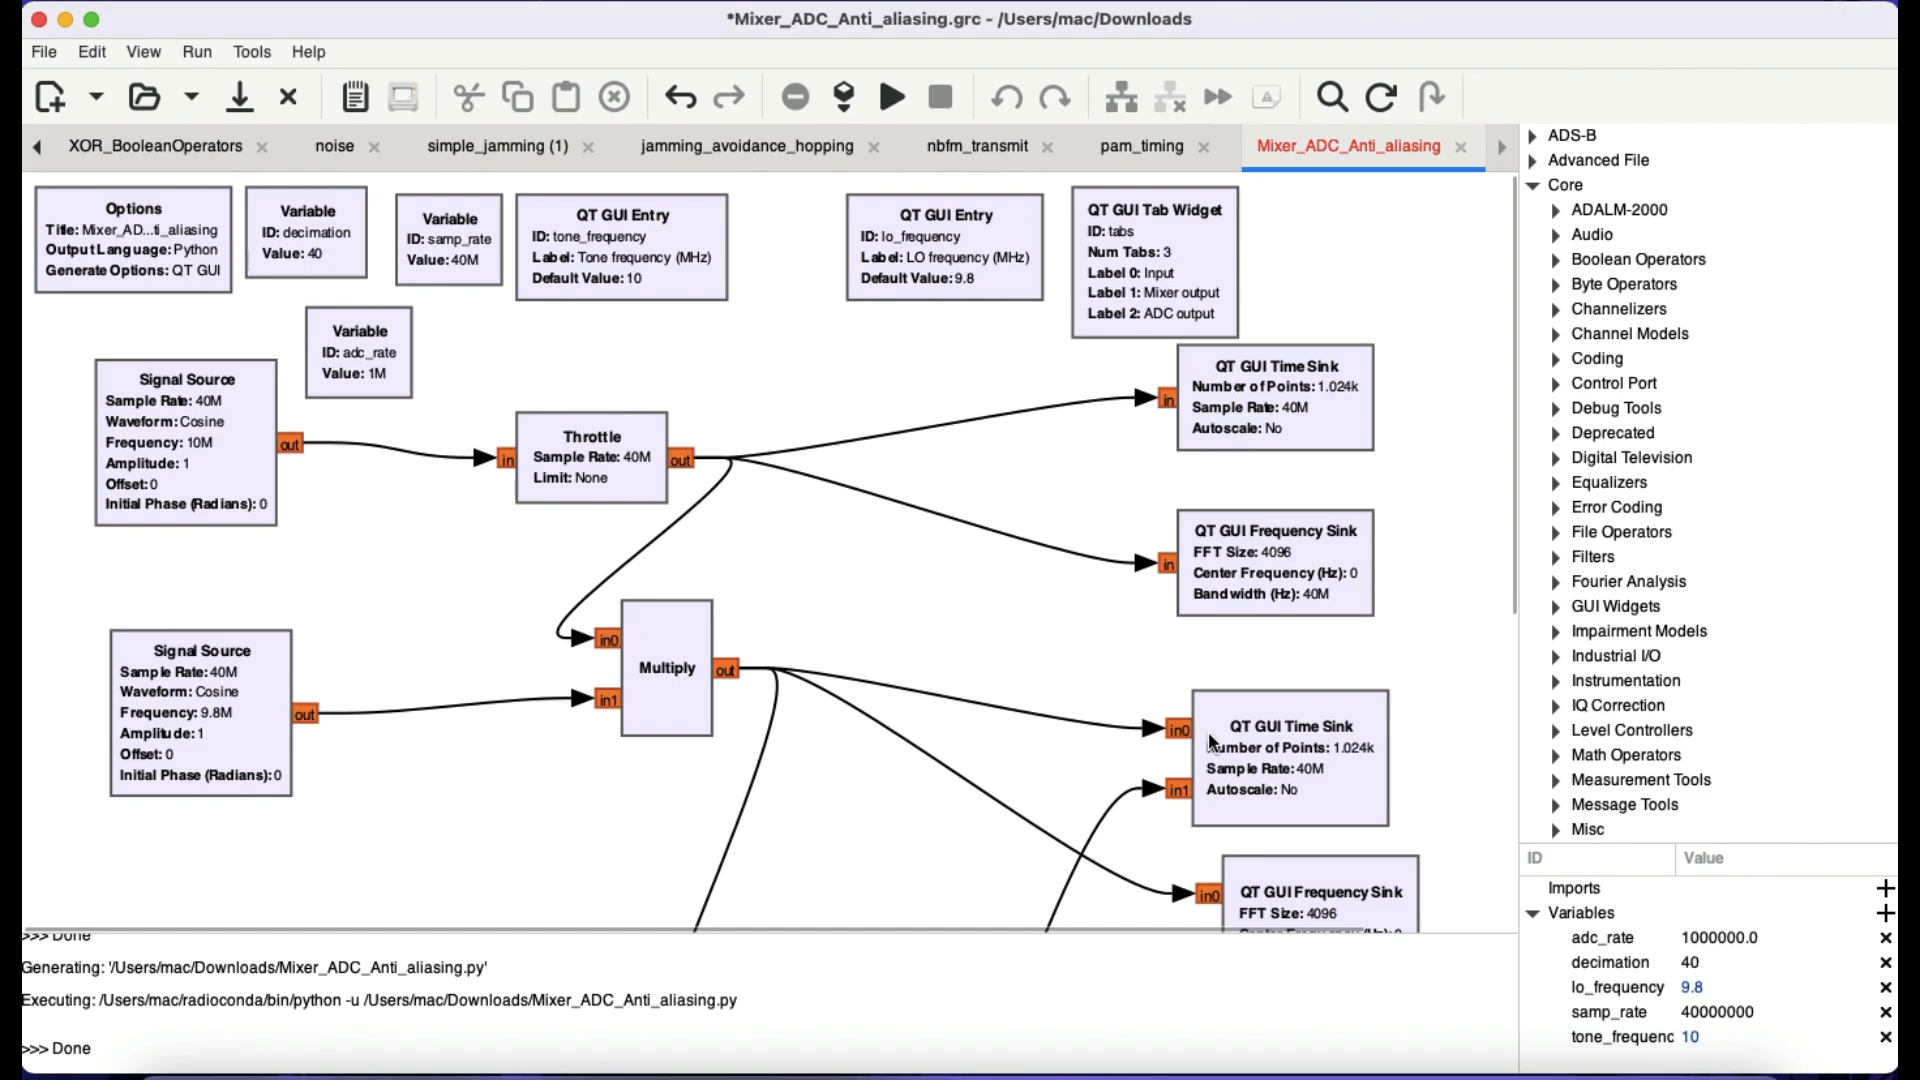 *Mixer_ADC_Anti_aliasing.grc - /Users/mac/Downloads
File Edit View Run Tools Help
XOR_BooleanOperators noise simple_jamming (1) jamming_avoidance_hopping nbfm_transmit pam_timing Mixer_ADC_Anti_aliasing
Options
Title: Mixer_AD...ti_aliasing
Output Language: Python
Generate Options: QT GUI
Variable
ID: decimation
Value: 40
Variable
ID: samp_rate
Value: 40M
QT GUI Entry
ID: tone_frequency
Label: Tone frequency (MHz)
Default Value: 10
QT GUI Entry
ID: lo_frequency
Label: LO frequency (MHz)
Default Value: 9.8
QT GUI Tab Widget
ID: tabs
Num Tabs: 3
Label 0: Input
Label 1: Mixer output
Label 2: ADC output
Variable
ID: adc_rate
Value: 1M
Signal Source
Sample Rate: 40M
Waveform: Cosine
Frequency: 10M
Amplitude: 1
Offset: 0
Initial Phase (Radians): 0
out
in
Throttle
Sample Rate: 40M
Limit: None
out
in
QT GUI Time Sink
Number of Points: 1.024k
Sample Rate: 40M
Autoscale: No
in
QT GUI Frequency Sink
FFT Size: 4096
Center Frequency (Hz): 0
Bandwidth (Hz): 40M
Signal Source
Sample Rate: 40M
Waveform: Cosine
Frequency: 9.8M
Amplitude: 1
Offset: 0
Initial Phase (Radians): 0
out
in0
in1
Multiply
out
in0
in1
QT GUI Time Sink
Number of Points: 1.024k
Sample Rate: 40M
Autoscale: No
in0
QT GUI Frequency Sink
FFT Size: 4096
>>> Done
Generating: '/Users/mac/Downloads/Mixer_ADC_Anti_aliasing.py'
Executing: /Users/mac/radioconda/bin/python -u /Users/mac/Downloads/Mixer_ADC_Anti_aliasing.py
>>> Done
ADS-B
Advanced File
Core
ADALM-2000
Audio
Boolean Operators
Byte Operators
Channelizers
Channel Models
Coding
Control Port
Debug Tools
Deprecated
Digital Television
Equalizers
Error Coding
File Operators
Filters
Fourier Analysis
GUI Widgets
Impairment Models
Industrial I/O
Instrumentation
IQ Correction
Level Controllers
Math Operators
Measurement Tools
Message Tools
Misc
ID Value
Imports
Variables
adc_rate 1000000.0
decimation 40
lo_frequency 9.8
samp_rate 40000000
tone_frequenc 10